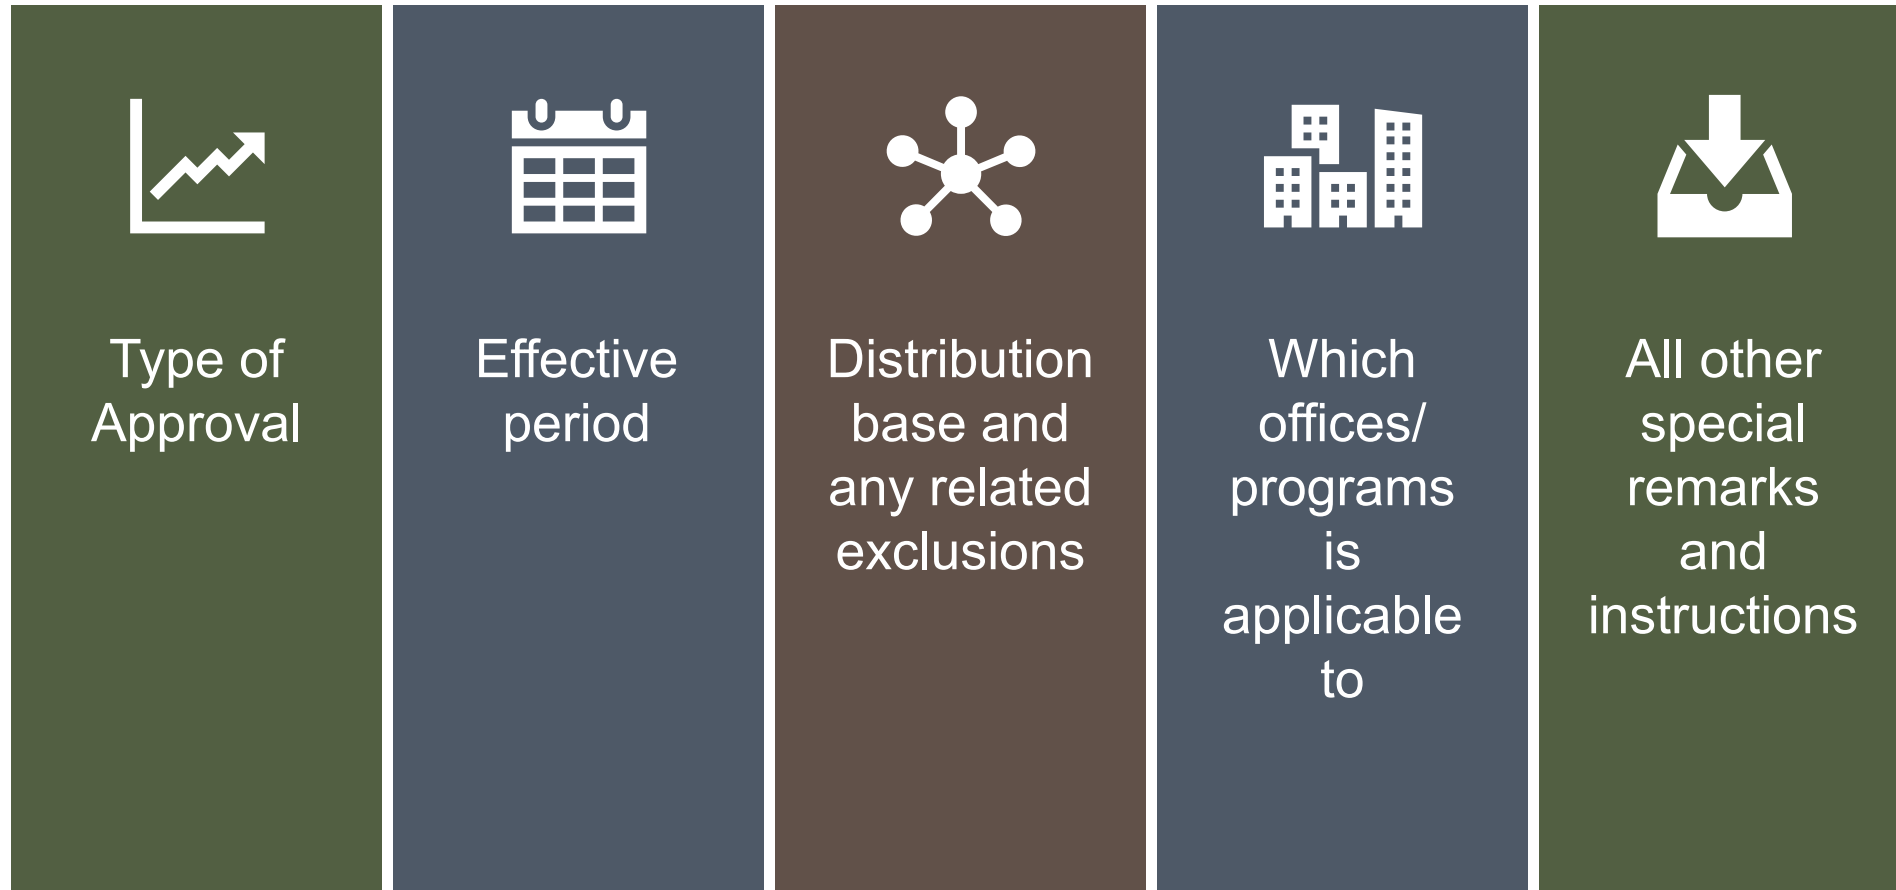 Type of
Approval
Effective
period
Distribution
base and
any related
exclusions
Which
offices/
programs
is
applicable
to
All other
special
remarks
and
instructions